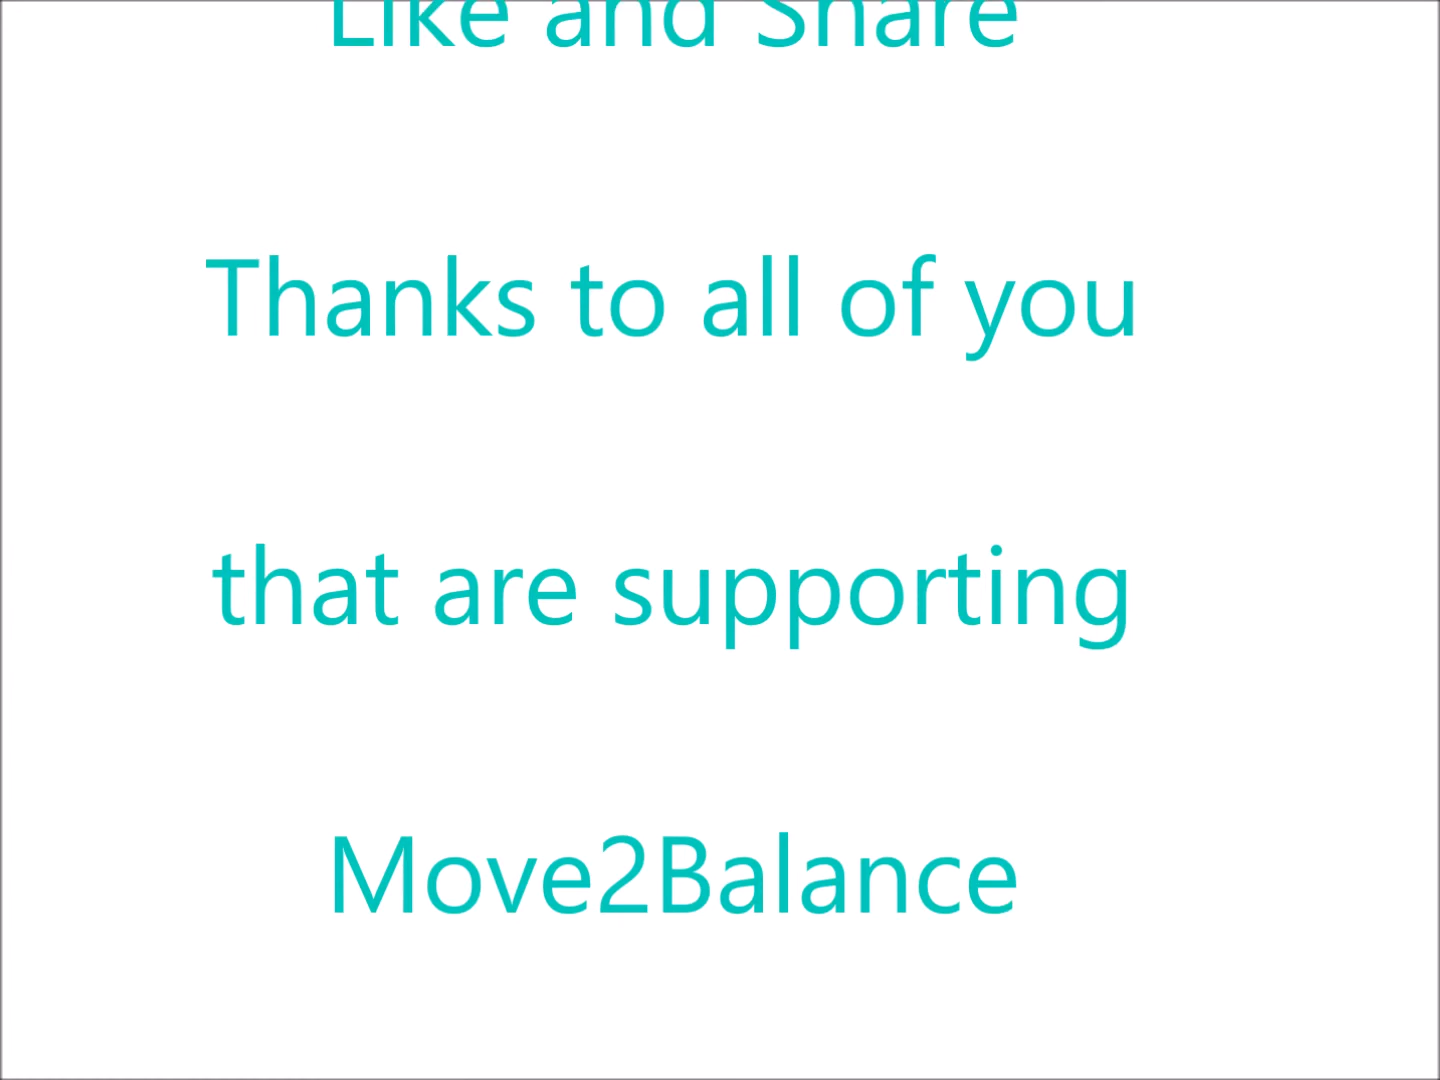 Like and Share
Thanks to all of you
that are supporting
Move2Balance